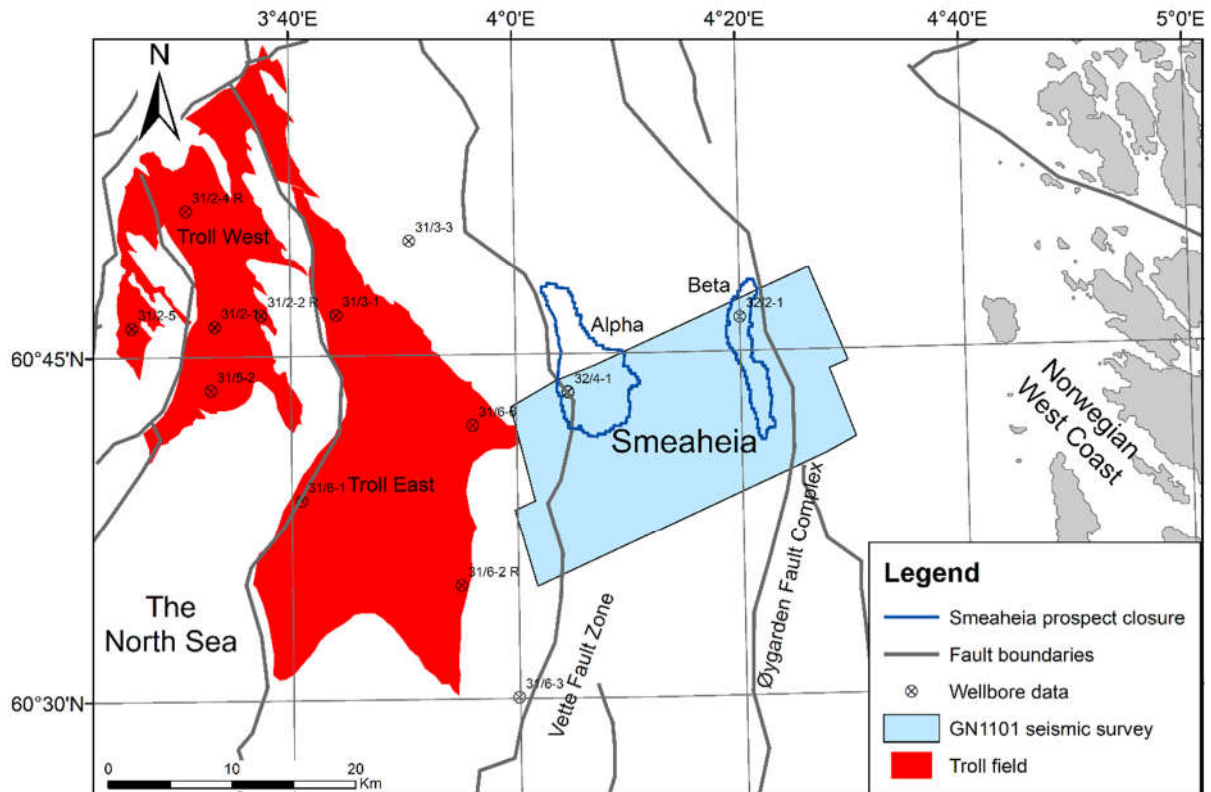 3°40'E
4°0'E
4°20'E
4°40'E
5°0'E
N
31/2-4 R
Troll West
31/3-3
Beta
31/2-5
31/2-1
31/2-2 R
31/3-1
32/2-1
Alpha
60°45'N
31/5-2
32/4-1
31/6-6
Smeaheia
Norwegian
West Coast
31/6-1
Troll East
31/6-2 R
The
North Sea
31/6-3
Vette Fault Zone
Øygarden Fault Complex
60°30'N
0
10
20
Km
Legend
Smeaheia prospect closure
Fault boundaries
Wellbore data
GN1101 seismic survey
Troll field